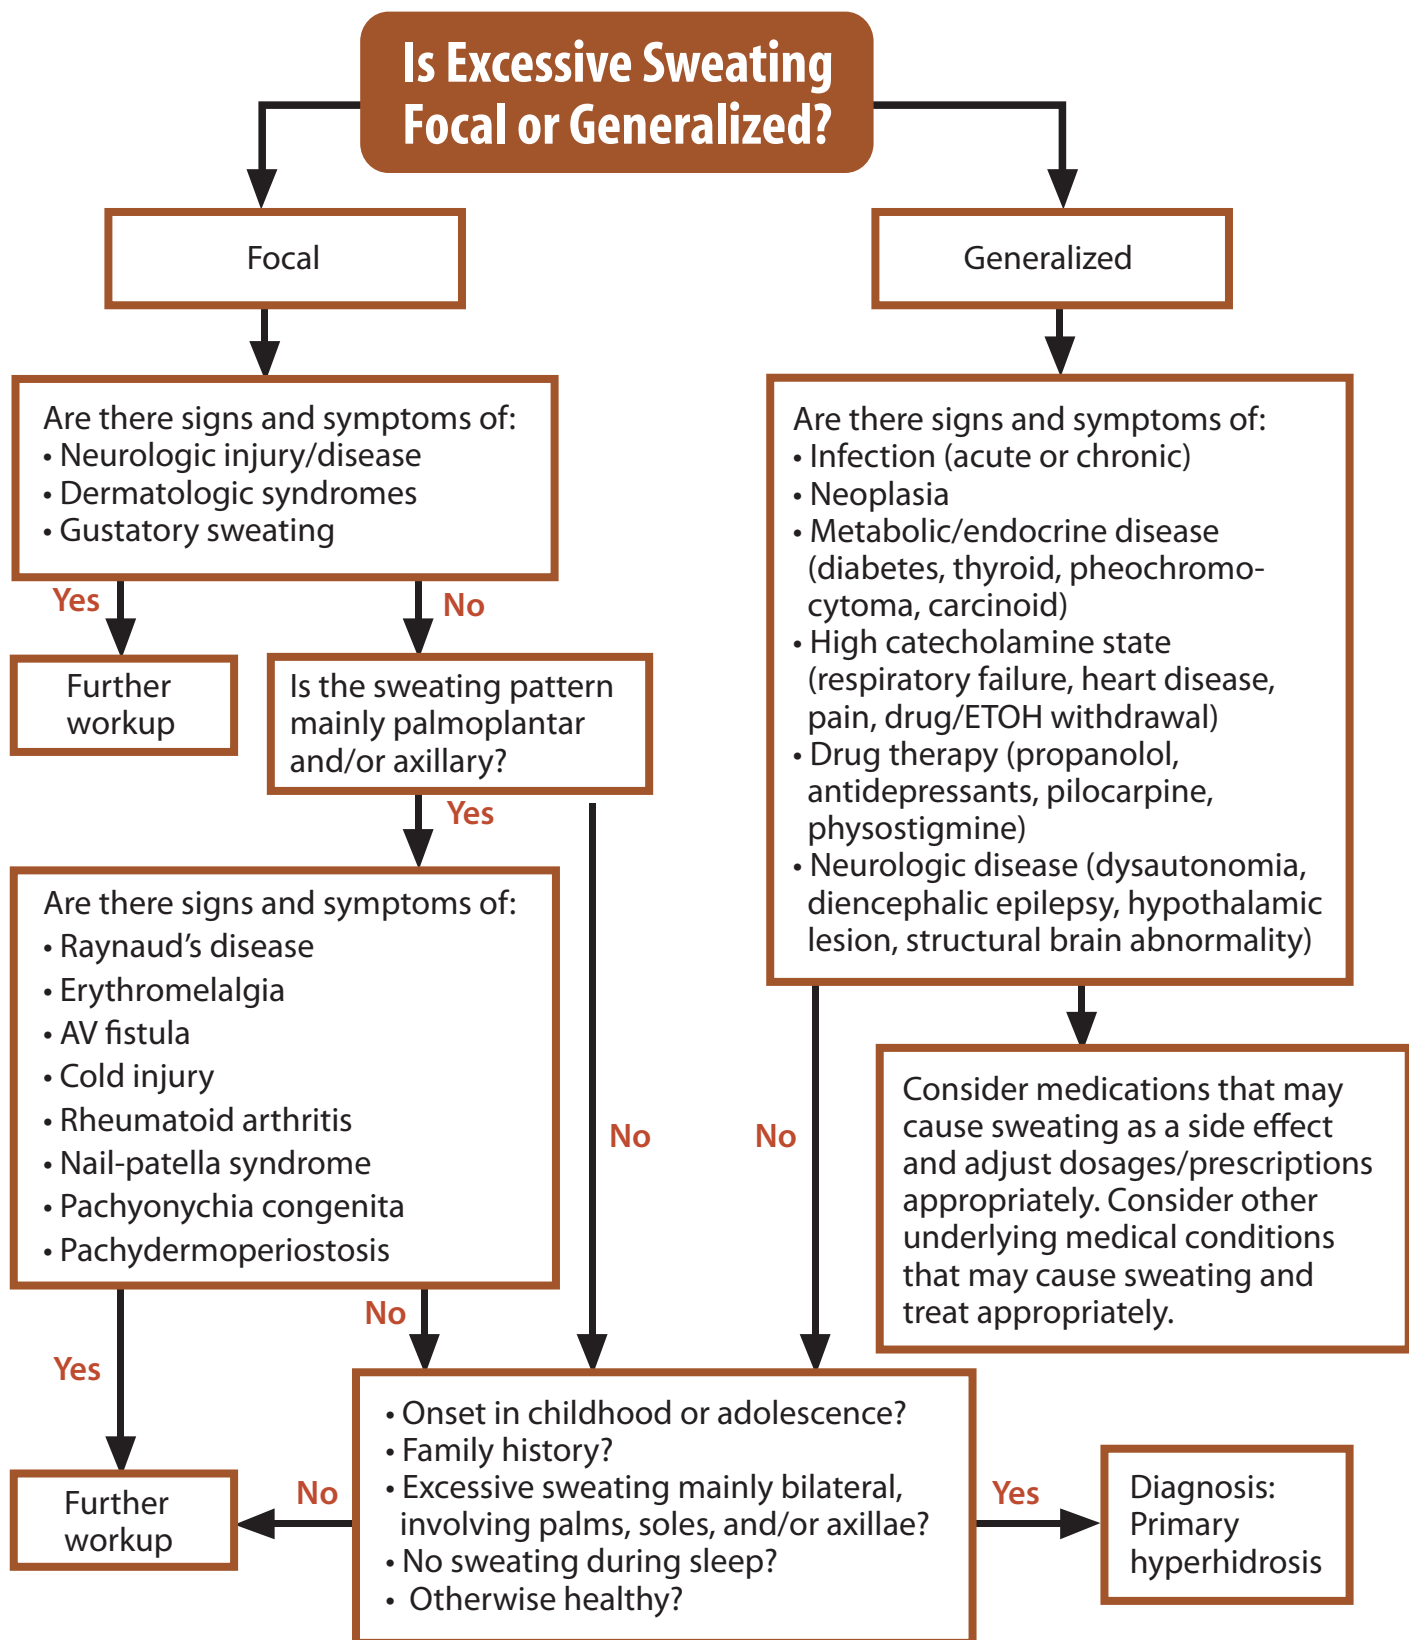 Is Excessive Sweating
Focal or Generalized?
Focal
Generalized
Are there signs and symptoms of:
• Neurologic injury/disease
• Dermatologic syndromes
• Gustatory sweating
Yes
No
Further
workup
Is the sweating pattern
mainly palmoplantar
and/or axillary?
Yes
No
Are there signs and symptoms of:
• Raynaud’s disease
• Erythromelalgia
• AV fistula
• Cold injury
• Rheumatoid arthritis
• Nail-patella syndrome
• Pachyonychia congenita
• Pachydermoperiostosis
Yes
No
Are there signs and symptoms of:
• Infection (acute or chronic)
• Neoplasia
• Metabolic/endocrine disease
(diabetes, thyroid, pheochromo-
cytoma, carcinoid)
• High catecholamine state
(respiratory failure, heart disease,
pain, drug/ETOH withdrawal)
• Drug therapy (propanolol,
antidepressants, pilocarpine,
physostigmine)
• Neurologic disease (dysautonomia,
diencephalic epilepsy, hypothalamic
lesion, structural brain abnormality)
No
Consider medications that may
cause sweating as a side effect
and adjust dosages/prescriptions
appropriately. Consider other
underlying medical conditions
that may cause sweating and
treat appropriately.
• Onset in childhood or adolescence?
• Family history?
• Excessive sweating mainly bilateral,
involving palms, soles, and/or axillae?
• No sweating during sleep?
• Otherwise healthy?
No
Further
workup
Yes
Diagnosis:
Primary
hyperhidrosis